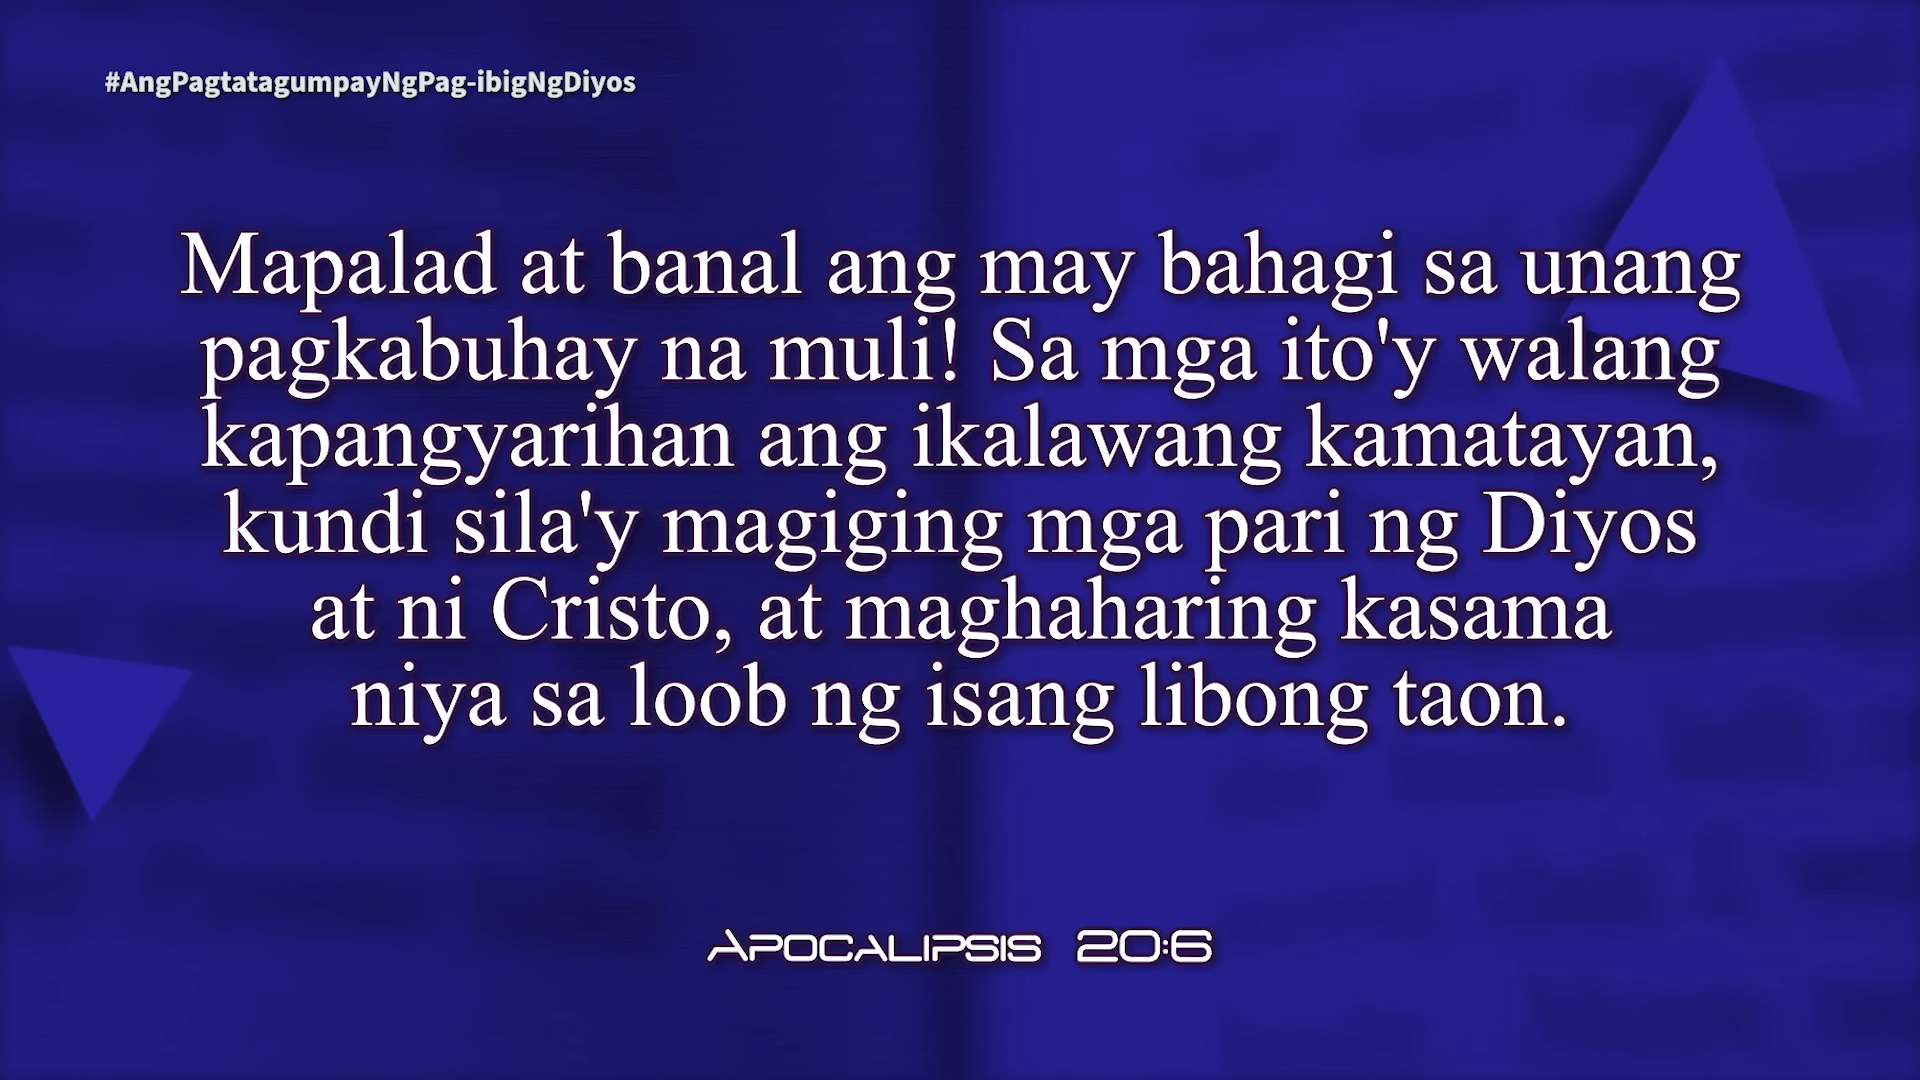 #AngPagtatagumpayNgPag-ibigNgDiyos
Mapalad at banal ang may bahagi sa unang
pagkabuhay na muli! Sa mga ito'y walang
kapangyarihan ang ikalawang kamatayan,
kundi sila'y magiging mga pari ng Diyos
at ni Cristo, at maghaharing kasama
niya sa loob ng isang libong taon.
Apocalipsis 20:6